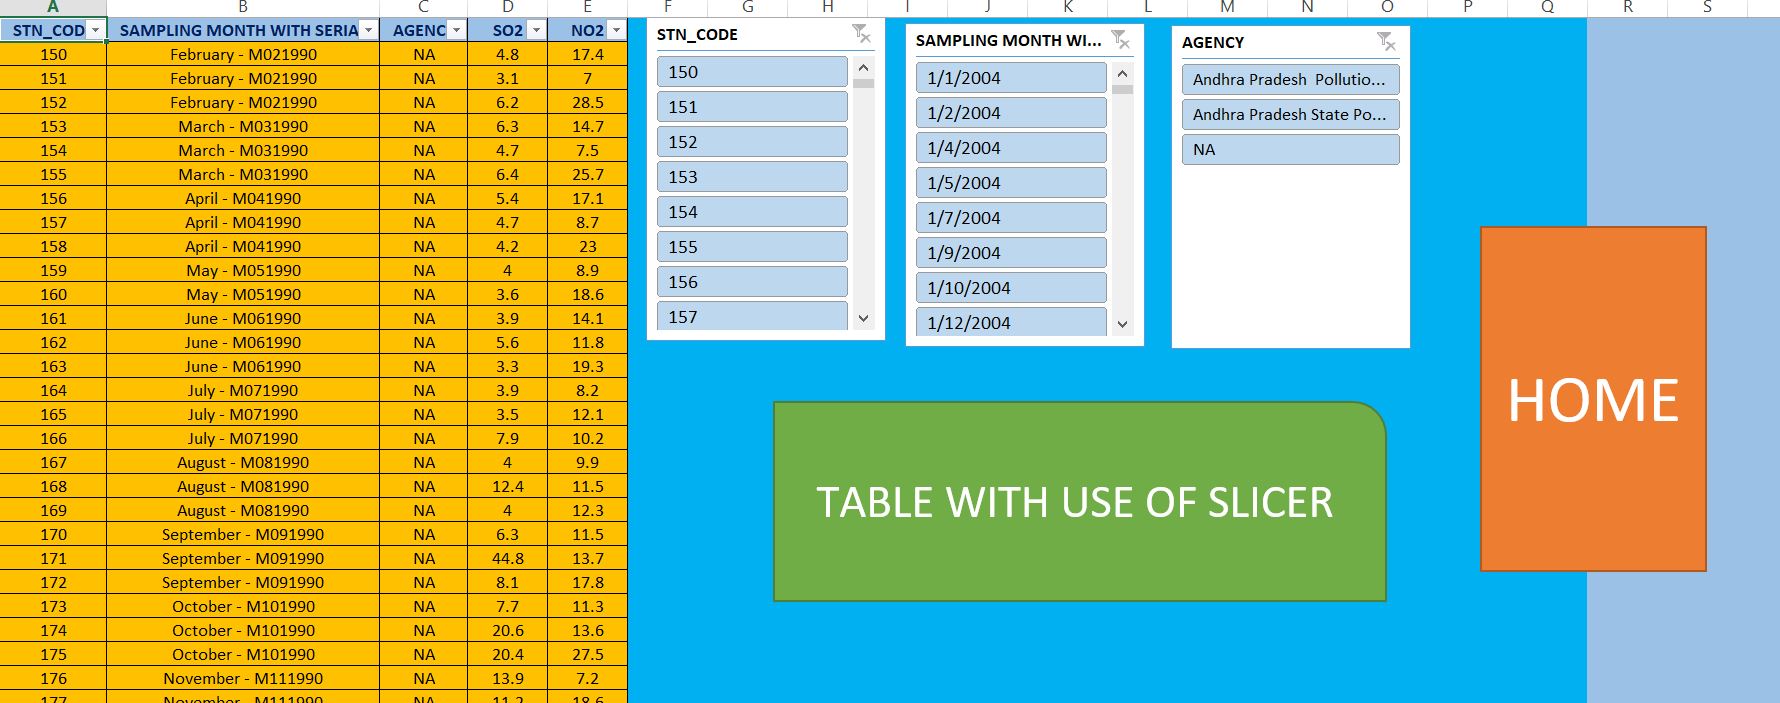 A B C D E F G H I J K L M N O P Q R S
STN_COD SAMPLING MONTH WITH SERIA AGENC SO2 NO2
150 February - M021990 NA 4.8 17.4
151 February - M021990 NA 3.1 7
152 February - M021990 NA 6.2 28.5
153 March - M031990 NA 6.3 14.7
154 March - M031990 NA 4.7 7.5
155 March - M031990 NA 6.4 25.7
156 April - M041990 NA 5.4 17.1
157 April - M041990 NA 4.7 8.7
158 April - M041990 NA 4.2 23
159 May - M051990 NA 4 8.9
160 May - M051990 NA 3.6 18.6
161 June - M061990 NA 3.9 14.1
162 June - M061990 NA 5.6 11.8
163 June - M061990 NA 3.3 19.3
164 July - M071990 NA 3.9 8.2
165 July - M071990 NA 3.5 12.1
166 July - M071990 NA 7.9 10.2
167 August - M081990 NA 4 9.9
168 August - M081990 NA 12.4 11.5
169 August - M081990 NA 4 12.3
170 September - M091990 NA 6.3 11.5
171 September - M091990 NA 44.8 13.7
172 September - M091990 NA 8.1 17.8
173 October - M101990 NA 7.7 11.3
174 October - M101990 NA 20.6 13.6
175 October - M101990 NA 20.4 27.5
176 November - M111990 NA 13.9 7.2
177 November - M111990 NA 11.2 18.6
STN_CODE
150
151
152
153
154
155
156
157
SAMPLING MONTH WI...
1/1/2004
1/2/2004
1/4/2004
1/5/2004
1/7/2004
1/9/2004
1/10/2004
1/12/2004
AGENCY
Andhra Pradesh  Pollutio...
Andhra Pradesh State Po...
NA
TABLE WITH USE OF SLICER
HOME